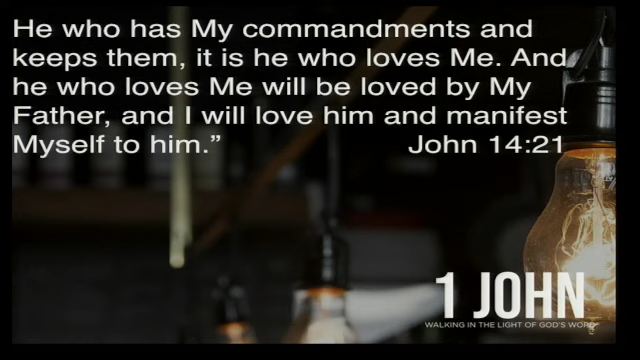 He who has My commandments and
keeps them, it is he who loves Me. And
he who loves Me will be loved by My
Father, and I will love him and manifest
Myself to him.” John 14:21
1 JOHN
WALKING IN THE LIGHT OF GOD'S WORD